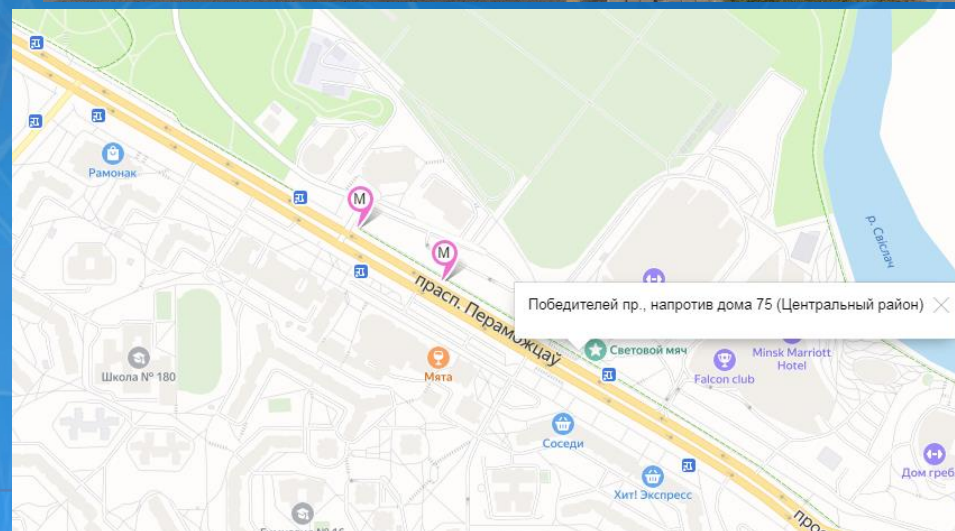 Рамонак
М
М
р. Свіслач
прасп. Пераможцаў
Победителей пр., напротив дома 75 (Центральный район)
Световой мяч
Minsk Marriott
Hotel
Falcon club
Школа № 180
Мята
Соседи
Хит! Экспресс
Дом греб
про